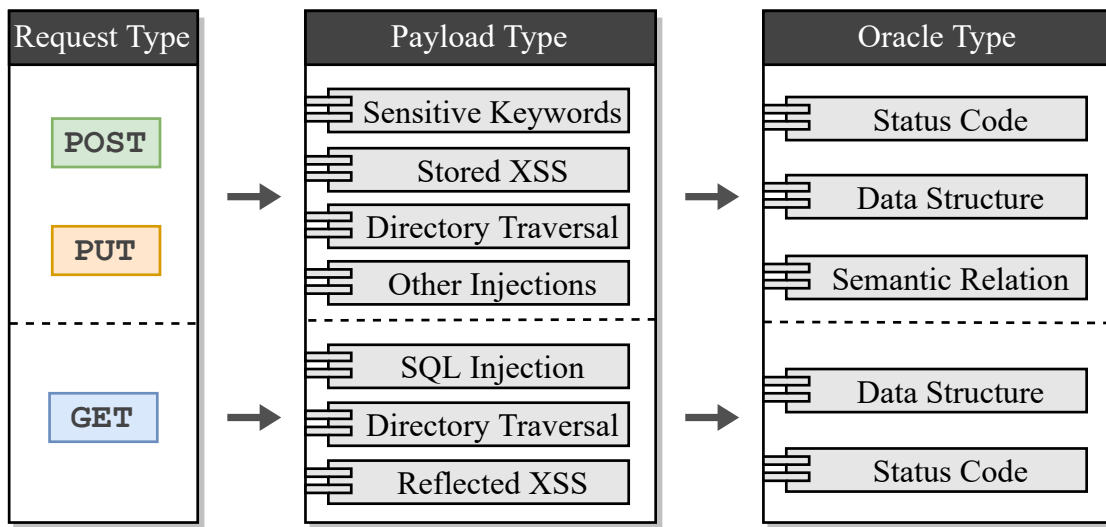 Request Type
POST
PUT
GET
Payload Type
Sensitive Keywords
Stored XSS
Directory Traversal
Other Injections
SQL Injection
Directory Traversal
Reflected XSS
Oracle Type
Status Code
Data Structure
Semantic Relation
Data Structure
Status Code